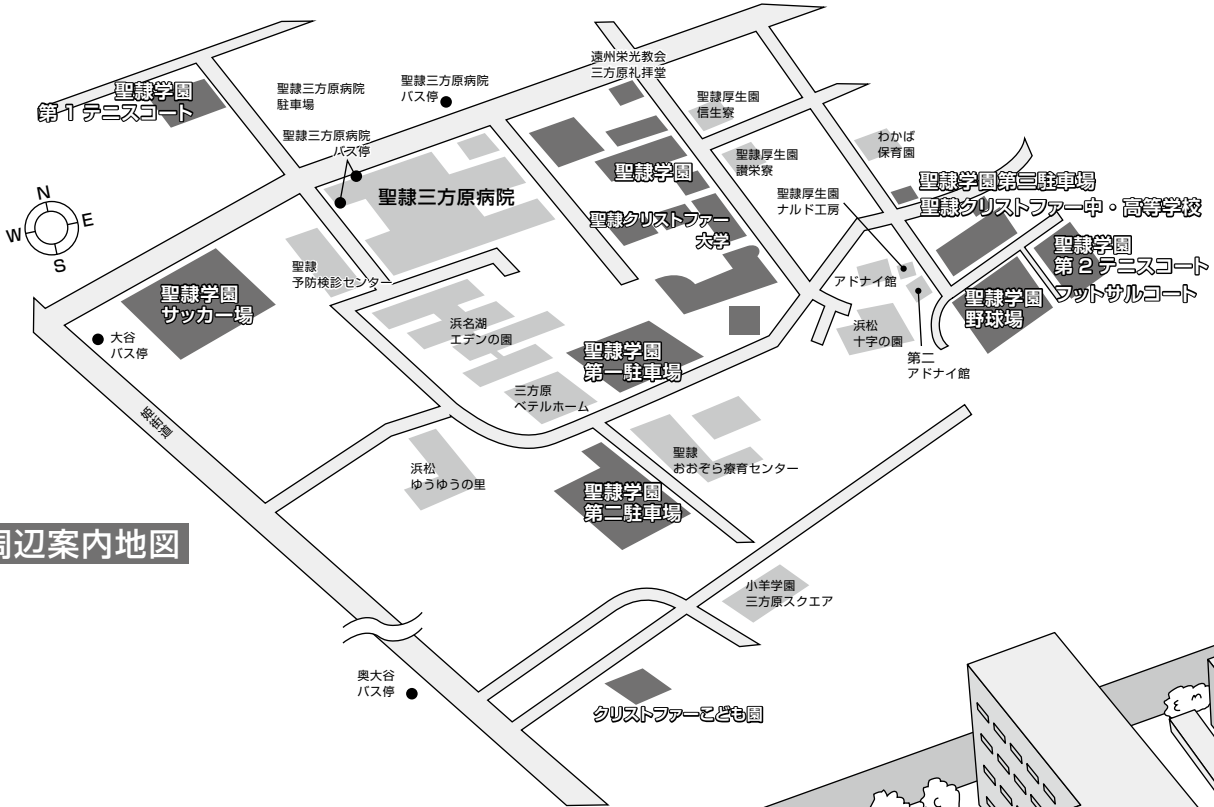 遠州栄光教会
三方原礼拝堂
聖隷学園
第1テニスコート
聖隷三方原病院
駐車場
聖隷三方原病院
バス停
聖隷厚生園
信生寮
聖隷三方原病院
バス停
わかば
保育園
聖隷厚生園
讃栄寮
聖隷学園
聖隷三方原病院
聖隷厚生園
ナルド工房
聖隷学園第三駐車場
聖隷クリストファー中・高等学校
N
E
W
S
聖隷クリストファー
大学
聖隷学園
第2テニスコート
フットサルコート
聖隷
予防検診センター
アドナイ館
聖隷学園
サッカー場
聖隷学園
野球場
浜名湖
エデンの園
浜松
十字の園
大谷
バス停
聖隷学園
第一駐車場
第二
アドナイ館
三方原
ベテルホーム
姫街道
浜松
ゆうゆうの里
聖隷
おおぞら療育センター
聖隷学園
第二駐車場
周辺案内地図
小羊学園
三方原スクエア
奥大谷
バス停
クリストファーこども園